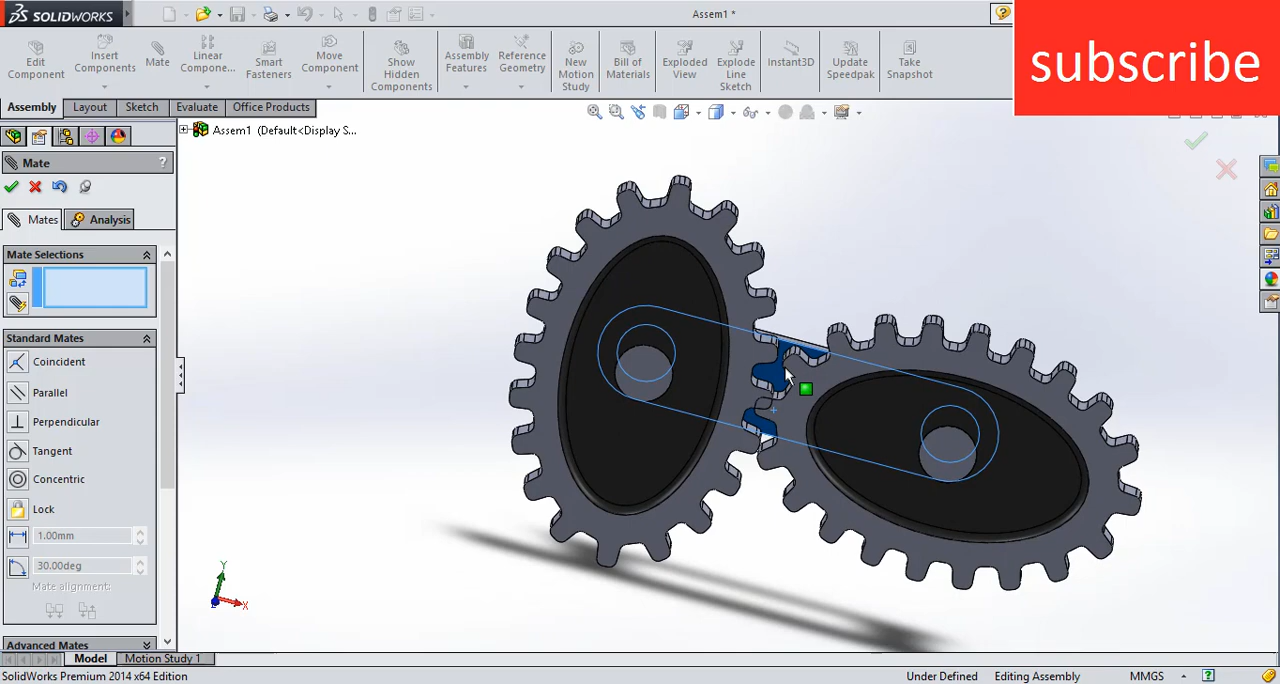 SOLIDWORKS
Assem1 *
subscribe
Edit Component
Insert Components
Mate
Linear Compone...
Smart Fasteners
Move Component
Show Hidden Components
Assembly Features
Reference Geometry
New Motion Study
Bill of Materials
Exploded View
Explode Line Sketch
Instant3D
Update Speedpak
Take Snapshot
Assembly Layout Sketch Evaluate Office Products
Assem1 (Default<Display S...
Mate ?
Mates Analysis
Mate Selections
Standard Mates
Coincident
Parallel
Perpendicular
Tangent
Concentric
Lock
1.00mm
30.00deg
Mate alignment:
Advanced Mates
Y
X
Model Motion Study 1
SolidWorks Premium 2014 x64 Edition Under Defined Editing Assembly MMGS ?